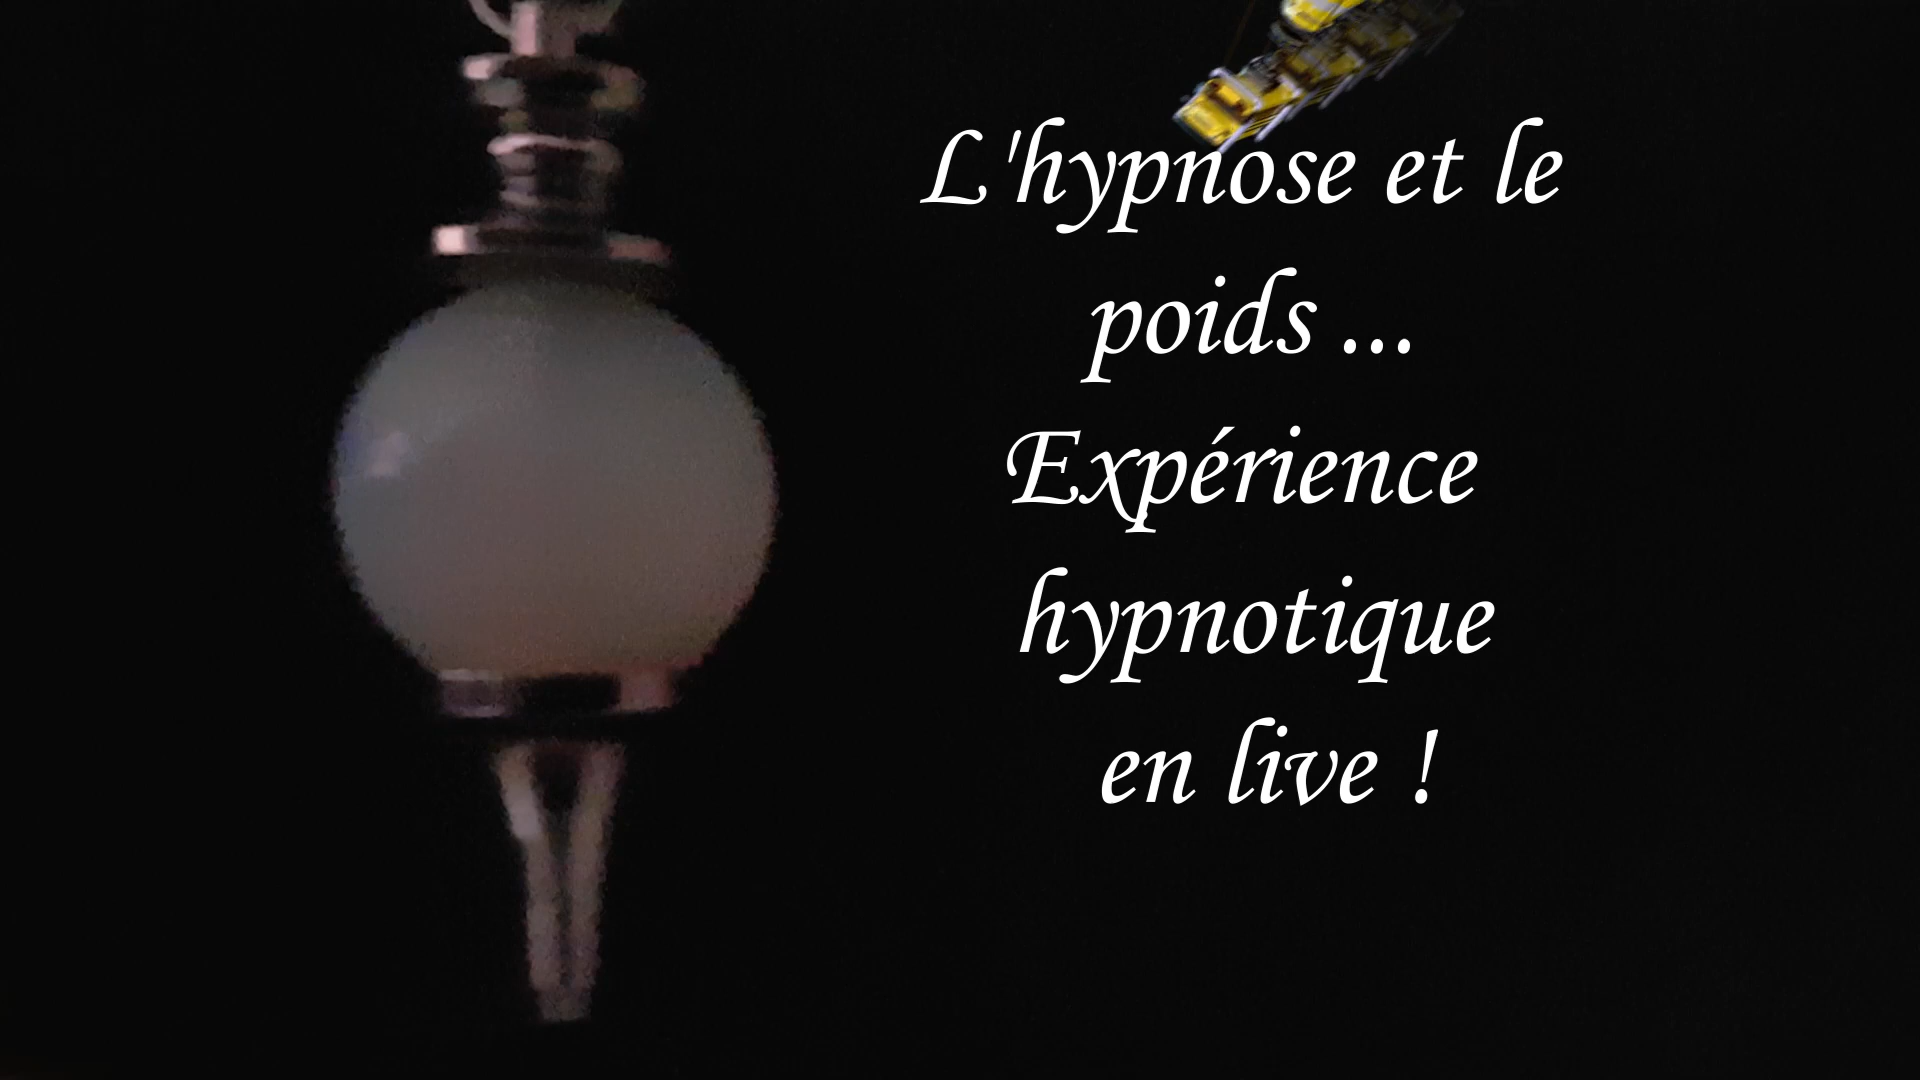 L'hypnose et le
poids ...
Expérience
hypnotique
en live !